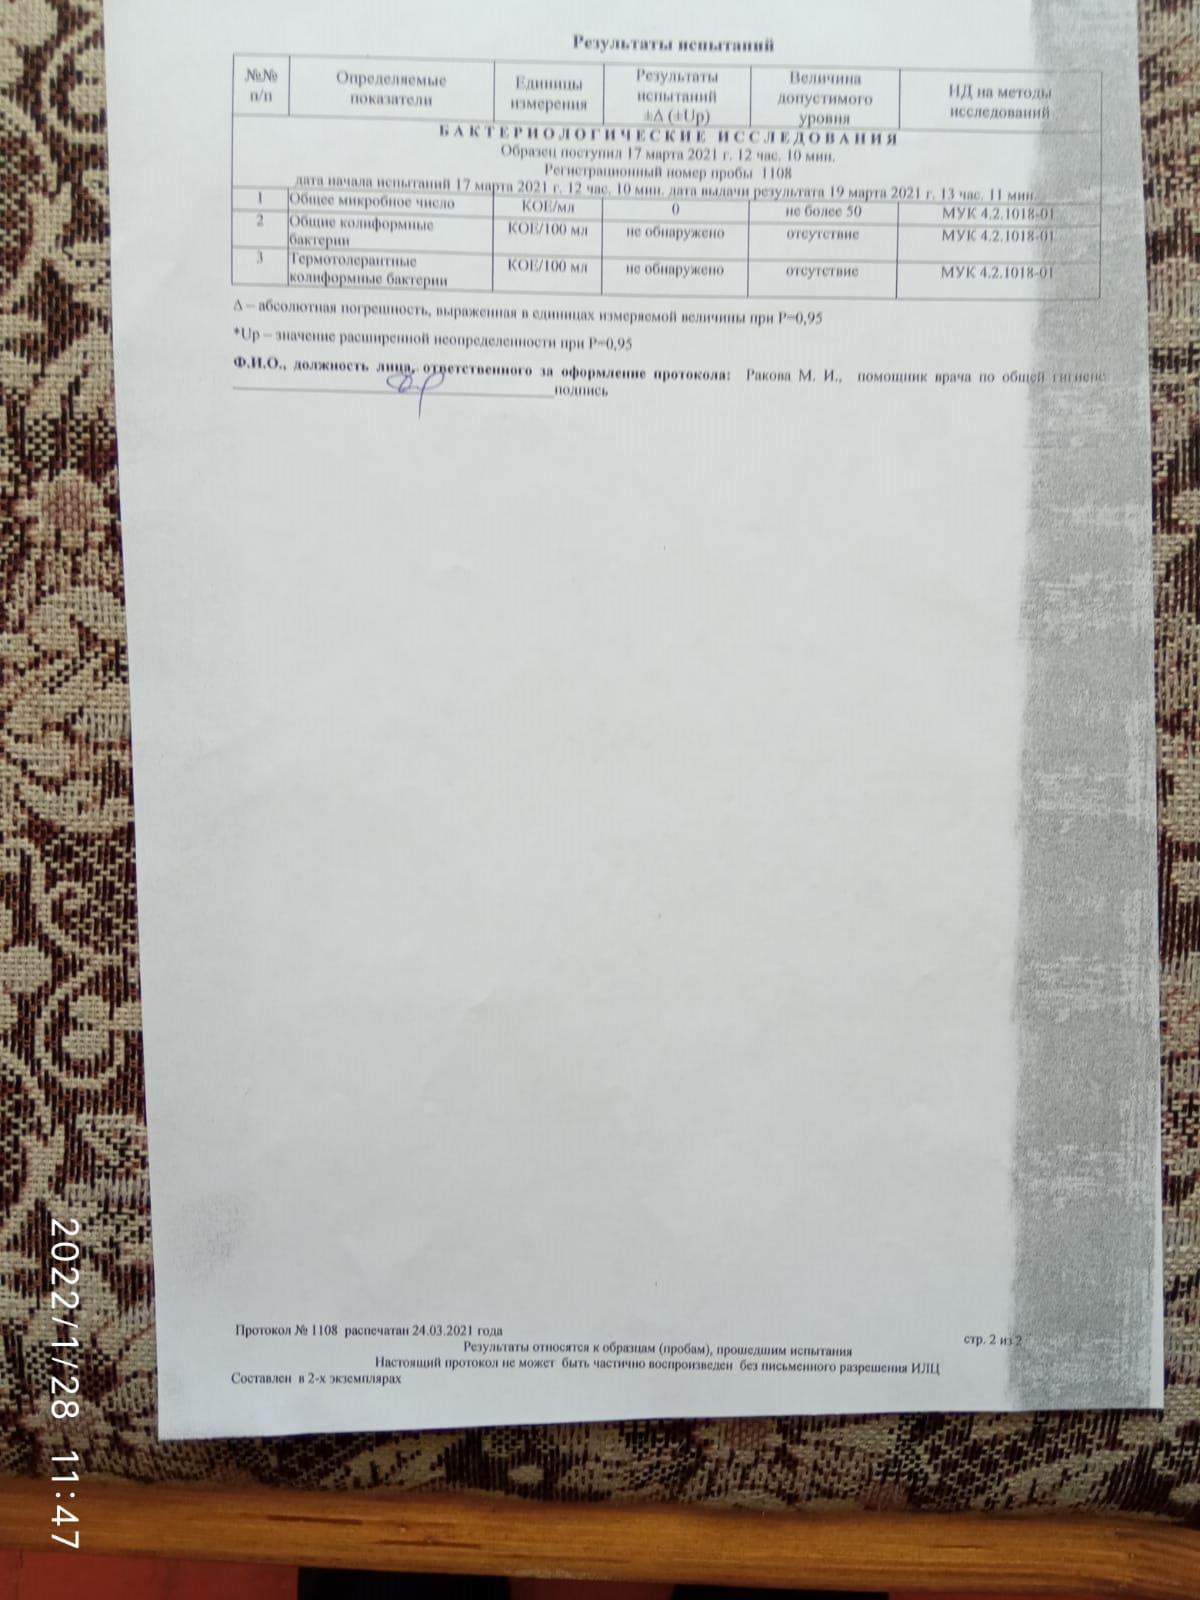 Результаты испытаний
№№ п/п Определяемые показатели Единицы измерения Результаты испытаний ±Δ (±Up) Величина допустимого уровня НД на методы исследований
БАКТЕРИОЛОГИЧЕСКИЕ ИССЛЕДОВАНИЯ
Образец поступил 17 марта 2021 г. 12 час. 10 мин.
Регистрационный номер пробы 1108
дата начала испытаний 17 марта 2021 г. 12 час. 10 мин. дата выдачи результата 19 марта 2021 г. 13 час. 11 мин.
1 Общее микробное число КОЕ/мл 0 не более 50 МУК 4.2.1018-01
2 Общие колиформные бактерии КОЕ/100 мл не обнаружено отсутствие МУК 4.2.1018-01
3 Термотолерантные колиформные бактерии КОЕ/100 мл не обнаружено отсутствие МУК 4.2.1018-01
Δ – абсолютная погрешность, выраженная в единицах измеряемой величины при Р=0,95
*Up – значение расширенной неопределенности при Р=0,95
Ф.И.О., должность лица, ответственного за оформление протокола: Ракова М. И., помощник врача по общей гигиене
подпись
Протокол № 1108 распечатан 24.03.2021 года
стр. 2 из 2
Результаты относятся к образцам (пробам), прошедшим испытания
Настоящий протокол не может быть частично воспроизведен без письменного разрешения ИЛЦ
Составлен в 2-х экземплярах
2022/1/28 11:47